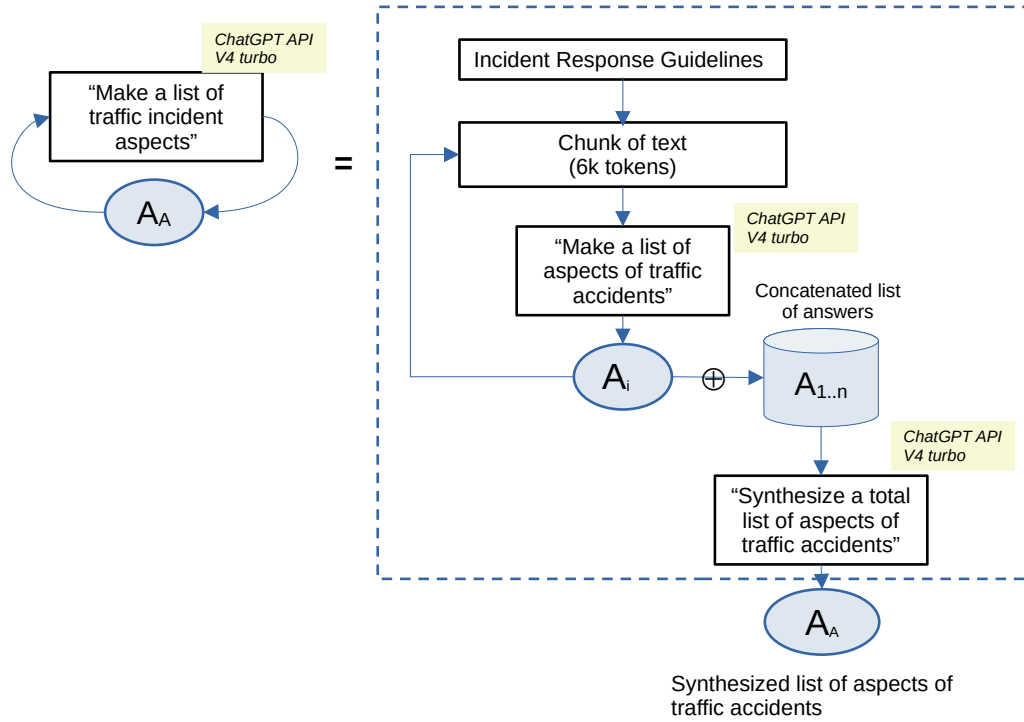 ChatGPT API
V4 turbo
“Make a list of
traffic incident
aspects”
AA
=
Incident Response Guidelines
Chunk of text
(6k tokens)
ChatGPT API
V4 turbo
“Make a list of
aspects of traffic
accidents”
Concatenated list
of answers
Ai
A1..n
ChatGPT API
V4 turbo
“Synthesize a total
list of aspects of
traffic accidents”
AA
Synthesized list of aspects of
traffic accidents